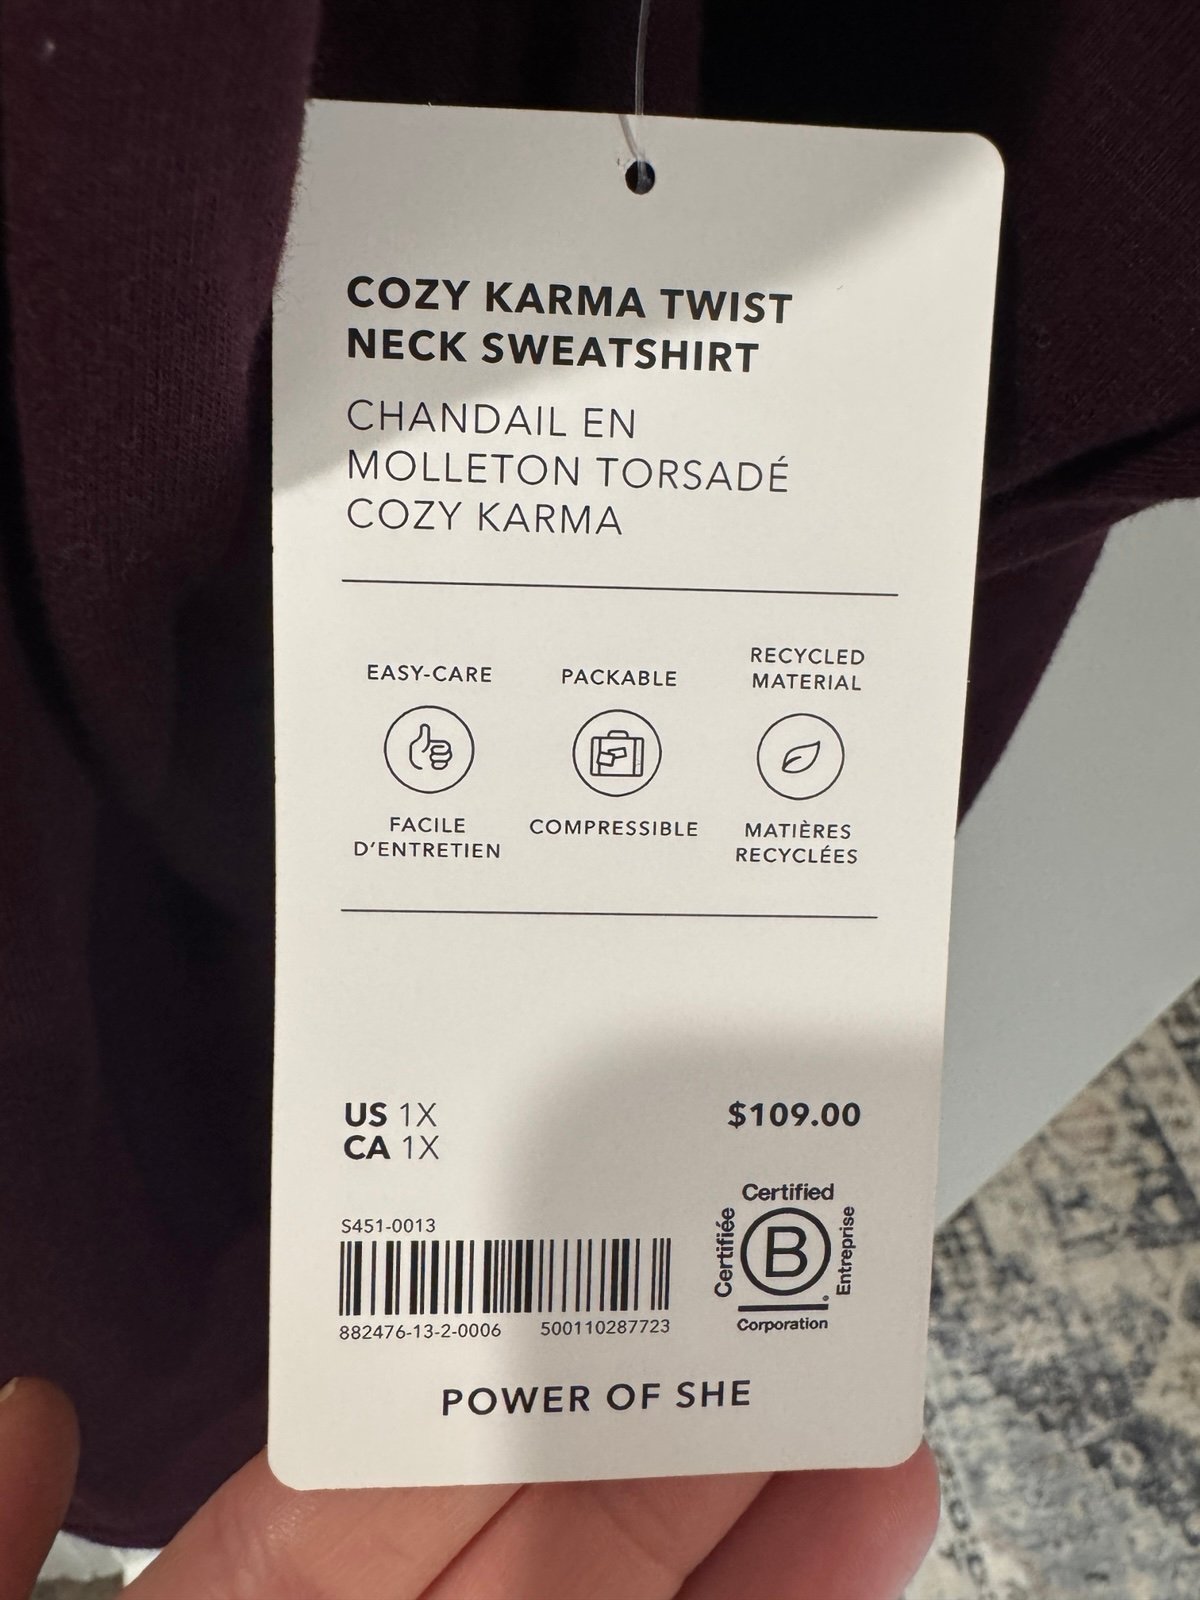 COZY KARMA TWIST
NECK SWEATSHIRT
CHANDAIL EN
MOLLETON TORSADÉ
COZY KARMA
EASY-CARE
PACKABLE
RECYCLED
MATERIAL
FACILE
D'ENTRETIEN
COMPRESSIBLE
MATIÈRES
RECYCLÉES
US 1X
CA 1X
$109.00
S451-0013
882476-13-2-0006 500110287723
Certified
Certifiée
B
Entreprise
Corporation
POWER OF SHE